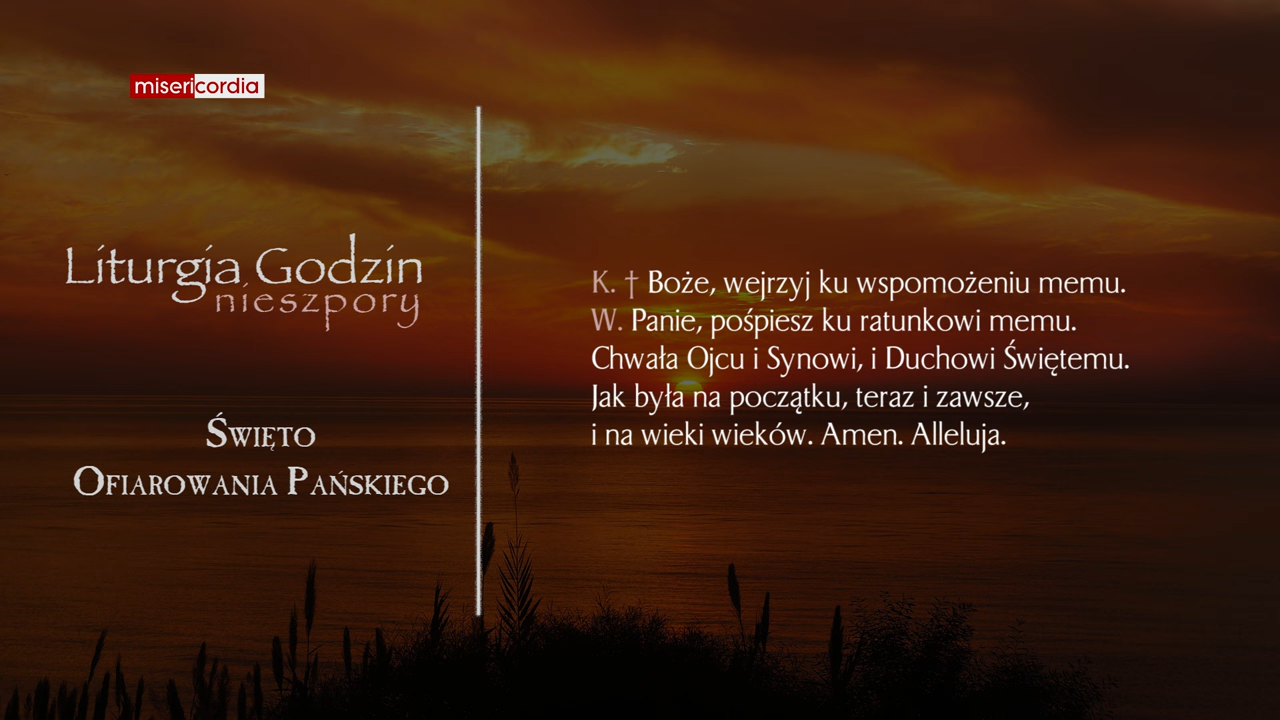 misericordia
Liturgia Godzin
nieszpory
Święto
Ofiarowania Pańskiego
K. † Boże, wejrzyj ku wspomożeniu memu.
W. Panie, pośpiesz ku ratunkowi memu.
Chwała Ojcu i Synowi, i Duchowi Świętemu.
Jak była na początku, teraz i zawsze,
i na wieki wieków. Amen. Alleluja.